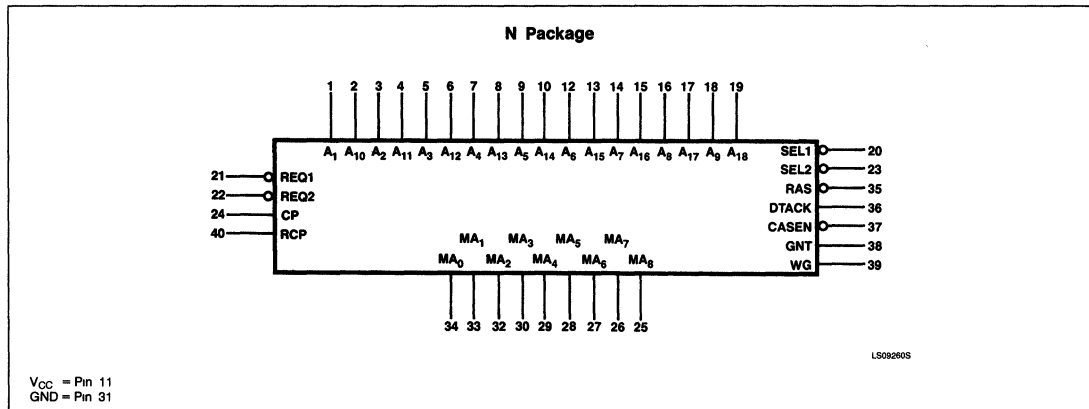 N Package
1 2 3 4 5 6 7 8 9 10 12 13 14 15 16 17 18 19
A₁ A₁₀ A₂ A₁₁ A₃ A₁₂ A₄ A₁₃ A₅ A₁₄ A₆ A₁₅ A₇ A₁₆ A₈ A₁₇ A₉ A₁₈
21 REQ1
22 REQ2
24 CP
40 RCP
SEL1 20
SEL2 23
RAS 35
DTACK 36
CASEN 37
GNT 38
WG 39
MA₁ MA₃ MA₅ MA₇
MA₀ MA₂ MA₄ MA₆ MA₈
34 33 32 30 29 28 27 26 25
LS09260S
V_CC = Pin 11
GND = Pin 31